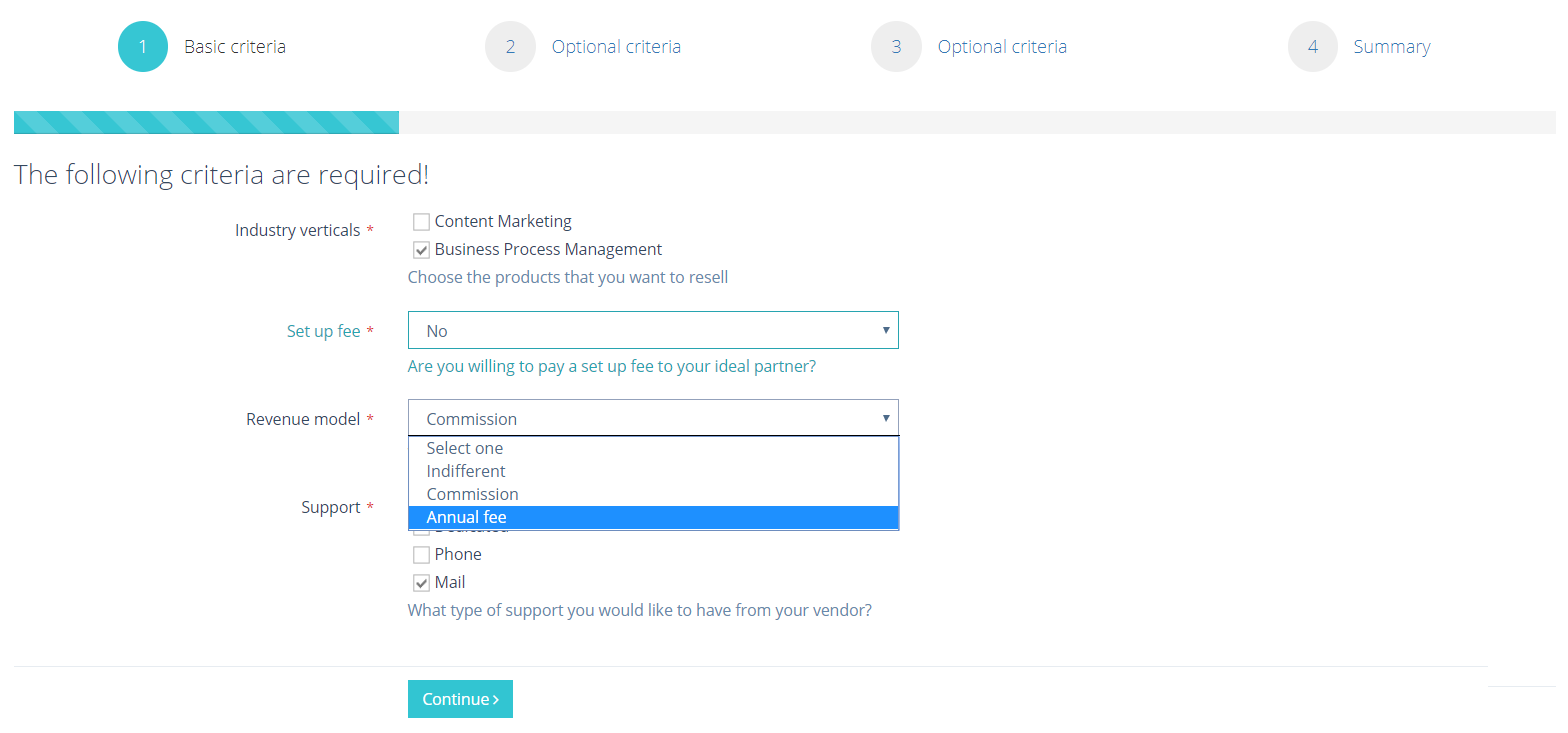 1 Basic criteria 2 Optional criteria 3 Optional criteria 4 Summary
The following criteria are required!
Industry verticals *
Content Marketing
Business Process Management
Choose the products that you want to resell
Set up fee * No
Are you willing to pay a set up fee to your ideal partner?
Revenue model * Commission
Select one
Indifferent
Commission
Support *
Annual fee
Phone
Mail
What type of support you would like to have from your vendor?
Continue ›